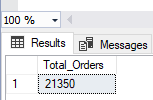 100 %
Results Messages
Total_Orders
1 21350